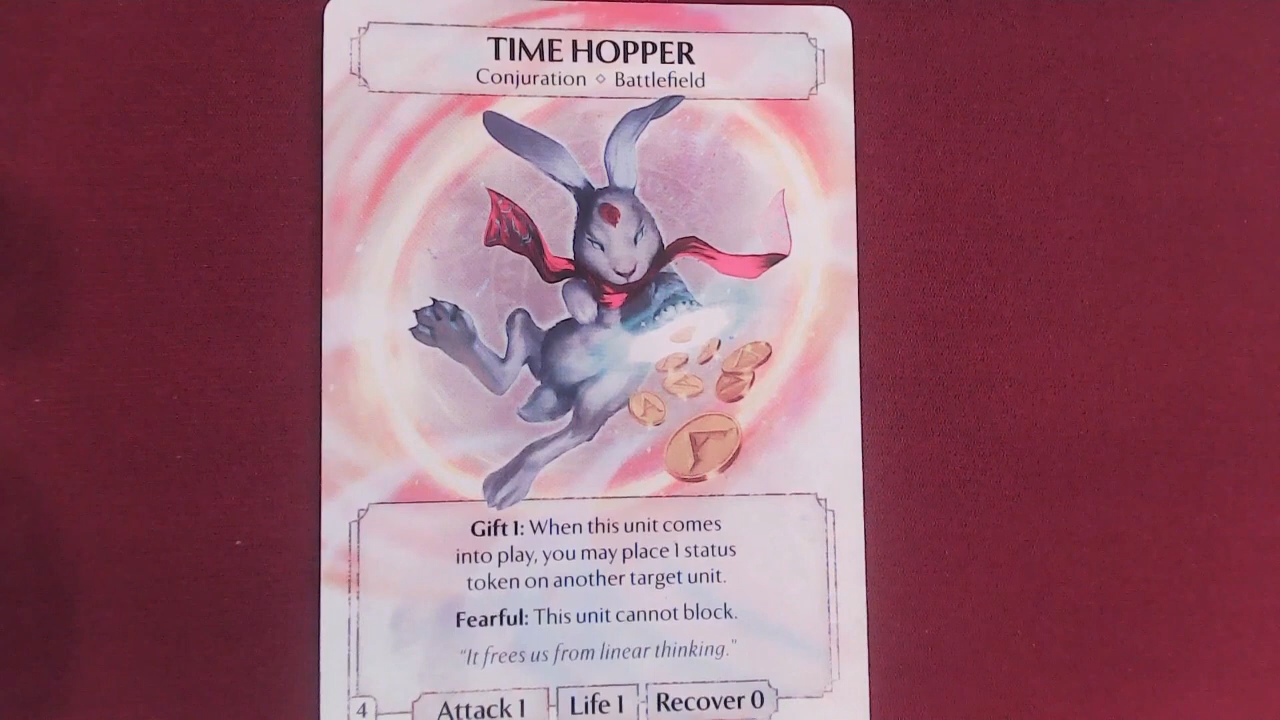 TIME HOPPER
Conjuration ◇ Battlefield
Gift 1: When this unit comes
into play, you may place 1 status
token on another target unit.
Fearful: This unit cannot block.
"It frees us from linear thinking."
4
Attack 1
Life 1
Recover 0